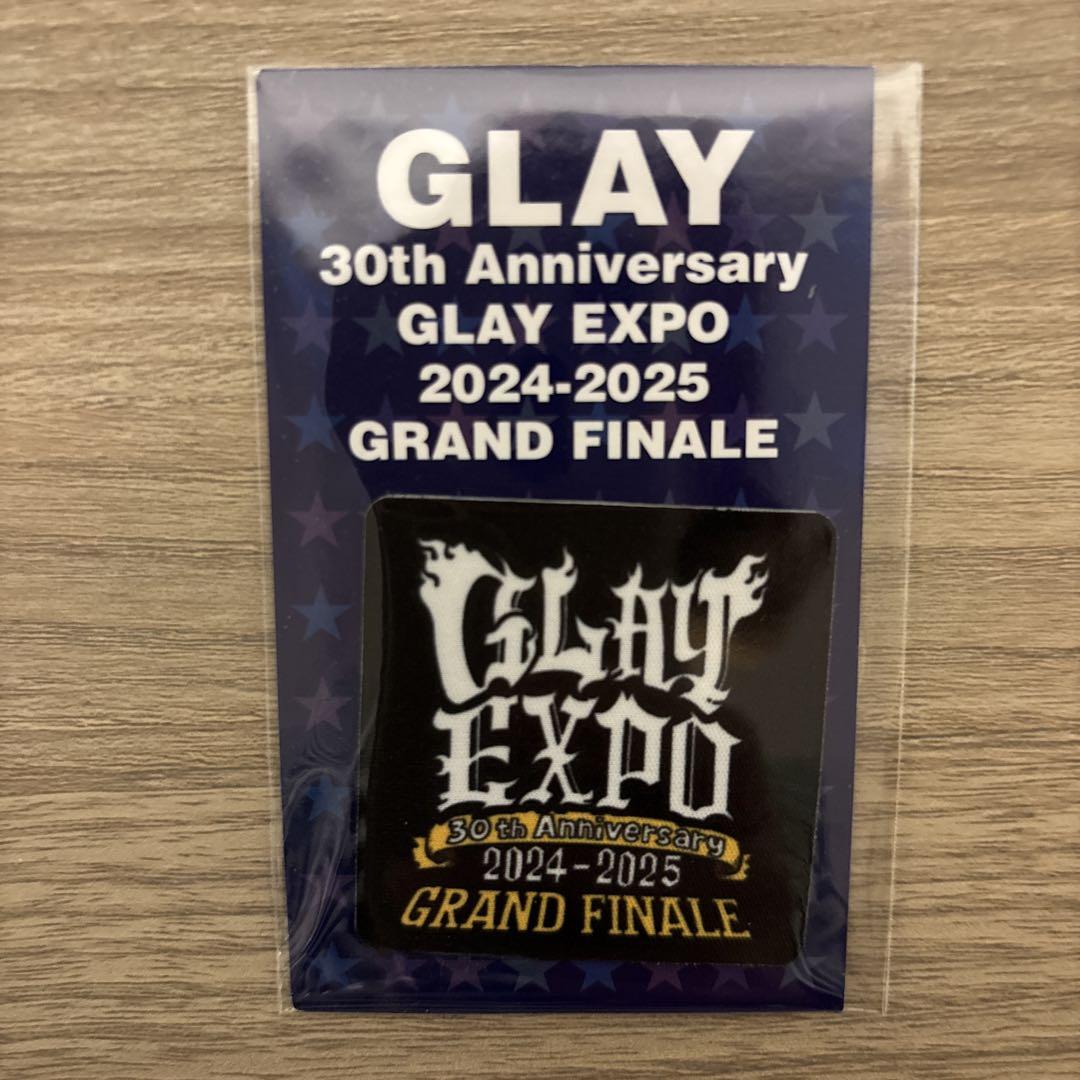 GLAY
30th Anniversary
GLAY EXPO
2024-2025
GRAND FINALE
GLAY
EXPO
30th Anniversary
2024-2025
GRAND FINALE